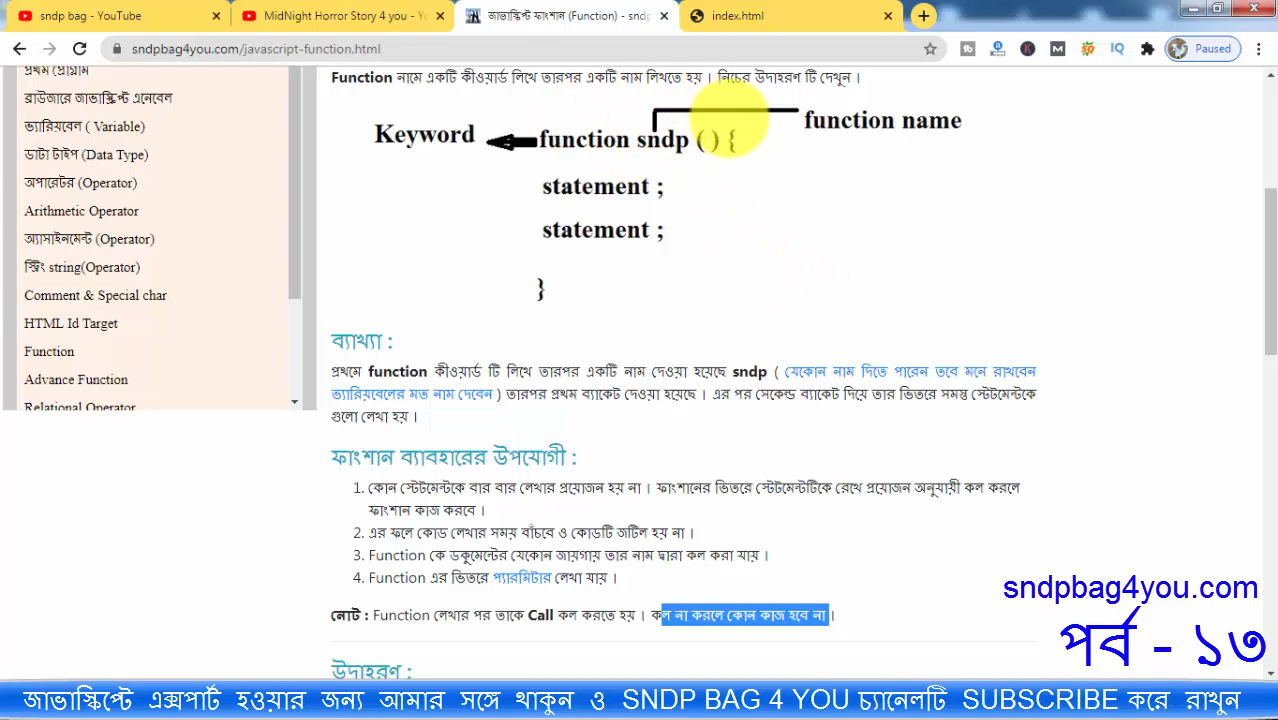 sndp bag - YouTube
MidNight Horror Story 4 you - Yo
জাভাস্ক্রিপ্ট ফাংশান (Function) - sndp
index.html
sndpbag4you.com/javascript-function.html
Paused
প্রথম প্রোগ্রাম
ব্রাউজারে জাভাস্ক্রিপ্ট এনেবেল
ভ্যারিয়বেল ( Variable)
ডাটা টাইপ (Data Type)
অপারেটর (Operator)
Arithmetic Operator
অ্যাসাইনমেন্ট (Operator)
স্ট্রিং string(Operator)
Comment & Special char
HTML Id Target
Function
Advance Function
Relational Operator
Function নামে একটি কীওয়ার্ড লিখে তারপর একটি নাম লিখতে হয় । নিচের উদাহরণ টি দেখুন ।
function name
Keyword
function sndp ( ) {
statement ;
statement ;
}
ব্যাখ্যা :
প্রথমে function কীওয়ার্ড টি লিখে তারপর একটি নাম দেওয়া হয়েছে sndp ( যেকোন নাম দিতে পারেন তবে মনে রাখবেন
ভ্যারিয়বেলের মত নাম দেবেন ) তারপর প্রথম ব্যাকেট দেওয়া হয়েছে । এর পর সেকেন্ড ব্যাকেট দিয়ে তার ভিতরে সমস্ত স্টেটমেন্টকে
গুলো লেখা হয় ।
ফাংশান ব্যাবহারের উপযোগী :
1. কোন স্টেটমেন্টকে বার বার লেখার প্রয়োজন হয় না । ফাংশানের ভিতরে স্টেটমেন্টটিকে রেখে প্রয়োজন অনুযায়ী কল করলে
ফাংশান কাজ করবে ।
2. এর ফলে কোড লেখার সময় বাঁচবে ও কোডটি জটিল হয় না ।
3. Function কে ডকুমেন্টের যেকোন জায়গায় তার নাম দ্বারা কল করা যায় ।
4. Function এর ভিতরে প্যারমিটার লেখা যায় ।
নোট : Function লেখার পর তাকে Call কল করতে হয় । কল না করলে কোন কাজ হবে না ।
উদাহরণ :
sndpbag4you.com
পর্ব - ১৩
জাভাস্ক্রিপ্টে এক্সপার্ট হওয়ার জন্য আমার সঙ্গে থাকুন ও SNDP BAG 4 YOU চ্যানেলটি SUBSCRIBE করে রাখুন